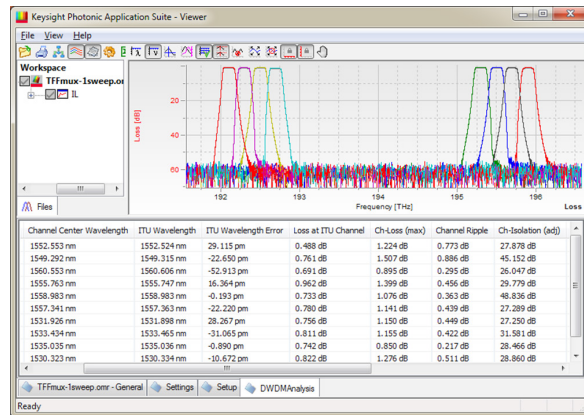 Keysight Photonic Application Suite - Viewer
File View Help
Workspace
TFFmux-1sweep.omr
IL
Files
Loss [dB]
20
40
60
192 193 194 195 196
Frequency [THz] Loss
Channel Center Wavelength ITU Wavelength ITU Wavelength Error Loss at ITU Channel Ch-Loss (max) Channel Ripple Ch-Isolation (adj)
1552.553 nm 1552.524 nm 29.115 pm 0.488 dB 1.224 dB 0.773 dB 27.878 dB
1549.292 nm 1549.315 nm -22.650 pm 0.761 dB 1.507 dB 0.886 dB 45.152 dB
1560.553 nm 1560.606 nm -52.913 pm 0.691 dB 0.895 dB 0.295 dB 26.047 dB
1555.763 nm 1555.747 nm 16.364 pm 0.962 dB 1.399 dB 0.456 dB 29.779 dB
1558.983 nm 1558.983 nm -0.193 pm 0.733 dB 1.076 dB 0.363 dB 48.836 dB
1557.341 nm 1557.363 nm -22.220 pm 0.780 dB 1.141 dB 0.439 dB 27.289 dB
1531.926 nm 1531.898 nm 28.267 pm 0.756 dB 1.150 dB 0.449 dB 27.250 dB
1533.434 nm 1533.465 nm -31.065 pm 0.811 dB 1.155 dB 0.422 dB 31.581 dB
1535.035 nm 1535.036 nm -0.890 pm 0.742 dB 0.850 dB 0.217 dB 28.466 dB
1530.323 nm 1530.334 nm -10.672 pm 0.822 dB 1.276 dB 0.511 dB 28.860 dB
TFFmux-1sweep.omr - General Settings Setup DWDMAnalysis
Ready